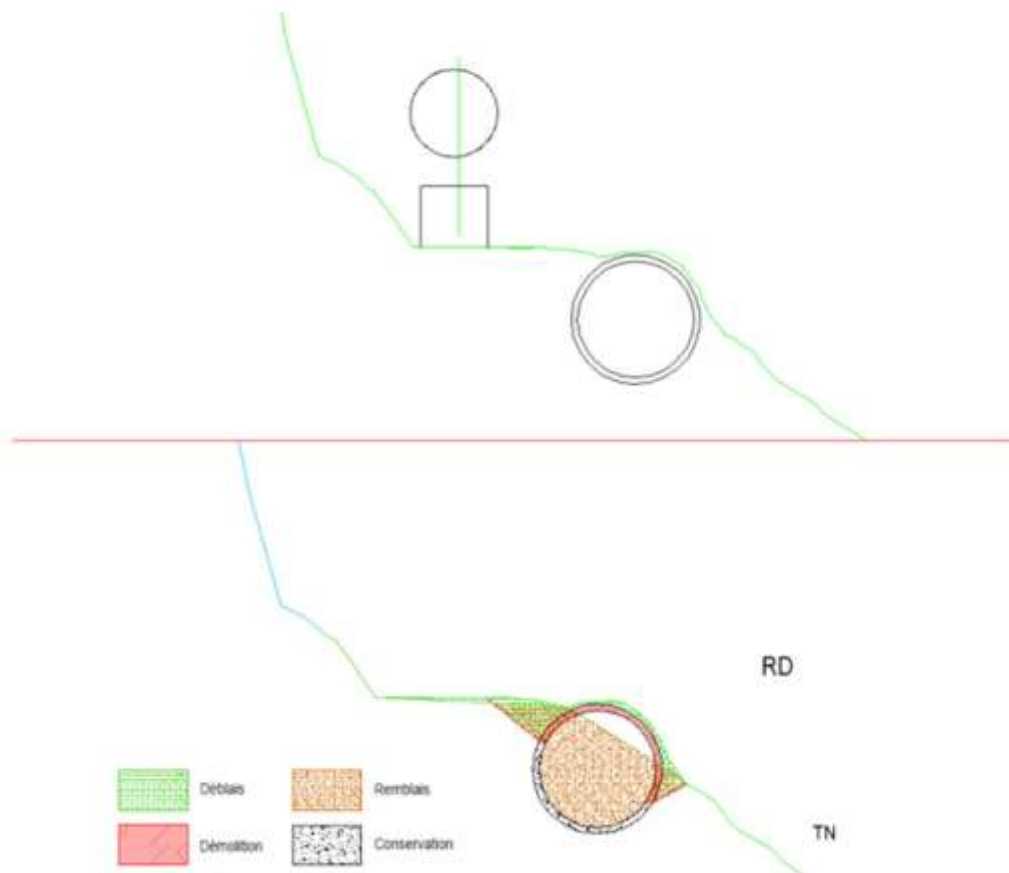 RD
Déblais
Remblais
Démolition
Conservation
TN